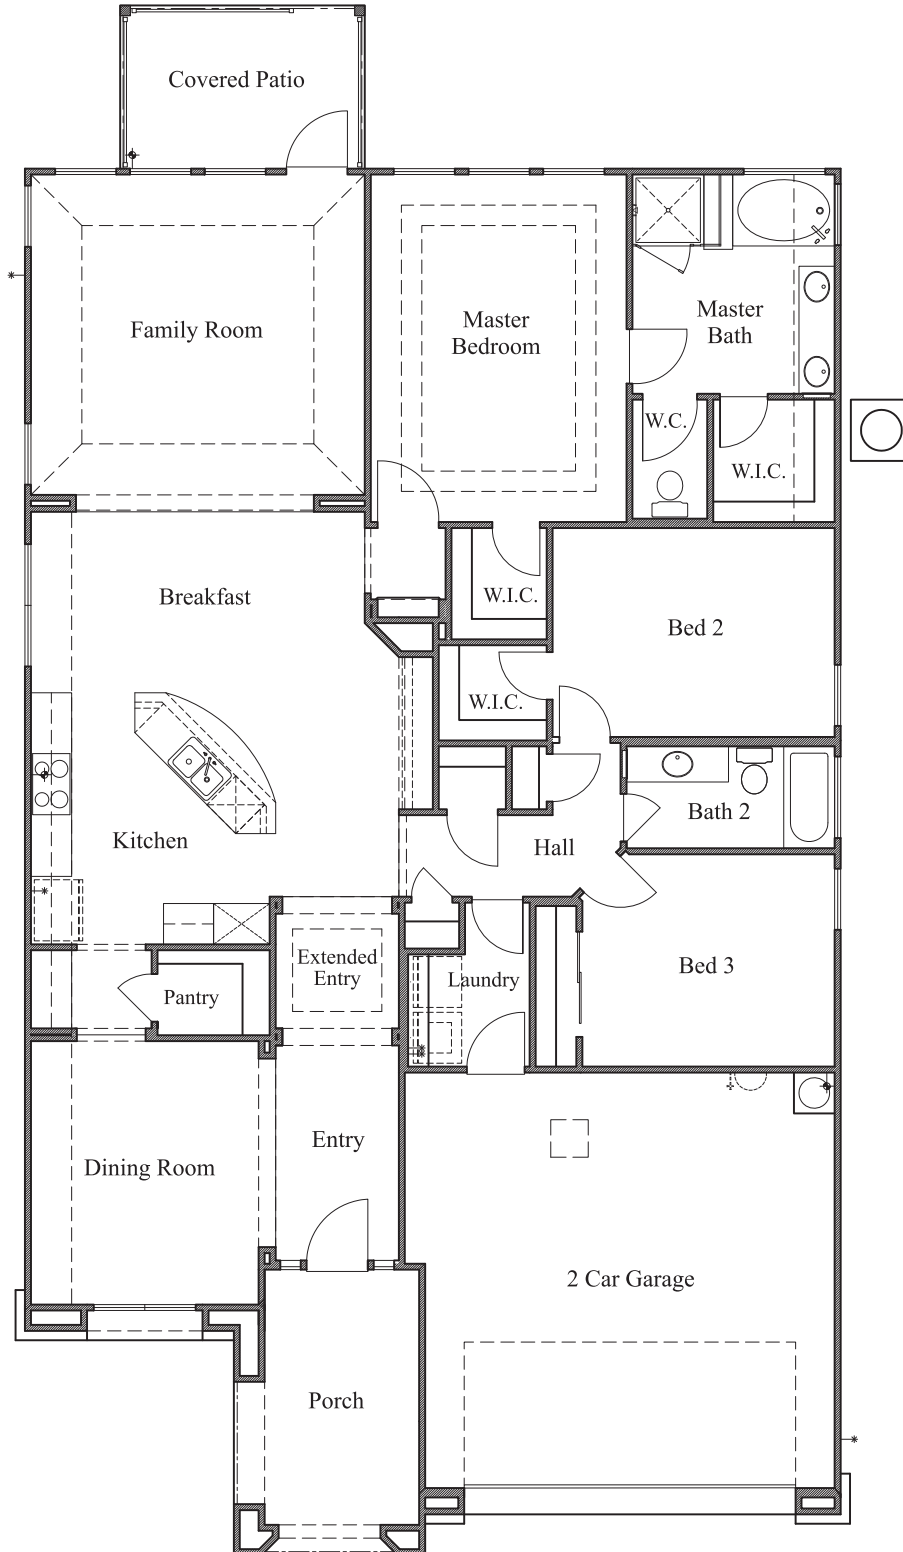 Covered Patio
Family Room
Master
Bedroom
Master
Bath
W.C.
W.I.C.
Breakfast
W.I.C.
Bed 2
W.I.C.
Kitchen
Hall
Bath 2
Extended
Entry
Pantry
Laundry
Bed 3
Dining Room
Entry
2 Car Garage
Porch